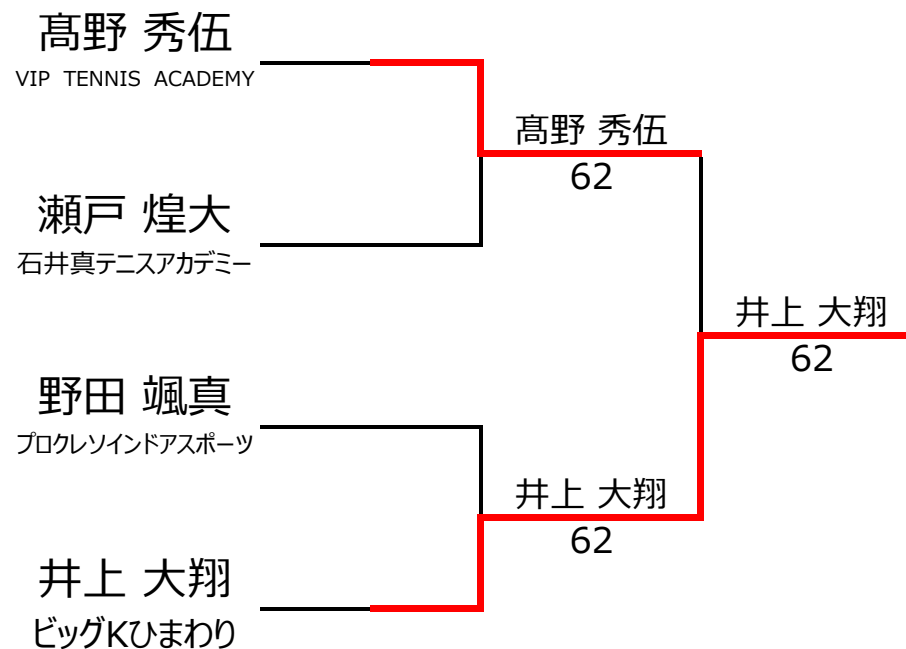 髙野 秀伍
VIP TENNIS ACADEMY
髙野 秀伍
62
瀬戸 煌大
石井真テニスアカデミー
井上 大翔
62
野田 颯真
プロクレソインドアスポーツ
井上 大翔
62
井上 大翔
ビッグKひまわり